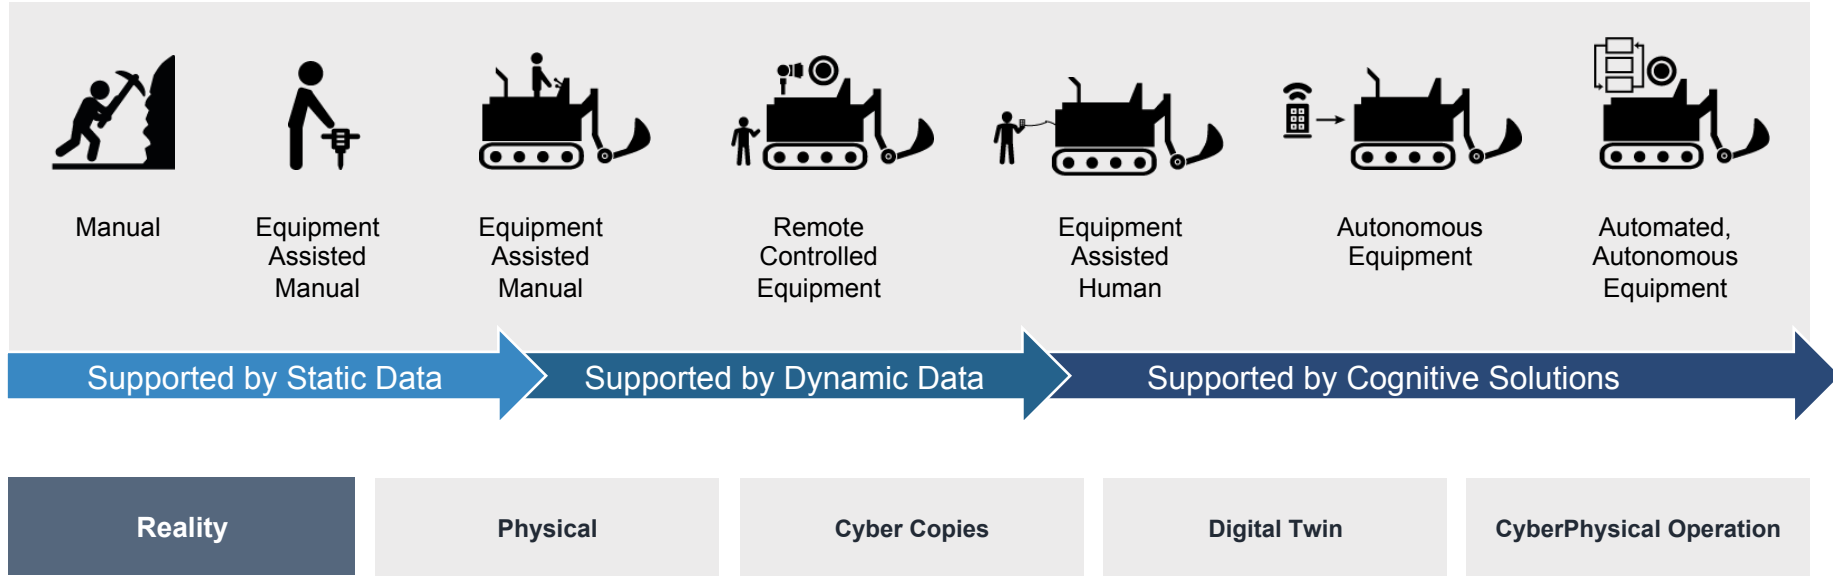 Manual
Equipment
Assisted
Manual
Equipment
Assisted
Manual
Remote
Controlled
Equipment
Equipment
Assisted
Human
Autonomous
Equipment
Automated,
Autonomous
Equipment
Supported by Static Data
Supported by Dynamic Data
Supported by Cognitive Solutions
Reality
Physical
Cyber Copies
Digital Twin
CyberPhysical Operation